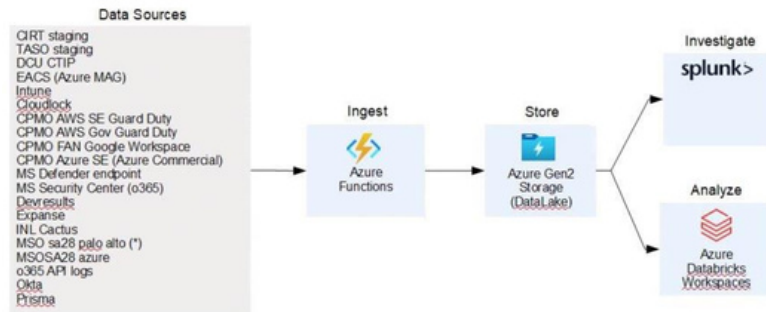 Data Sources
CIRT staging
TASO staging
DCU CTIP
EACS (Azure MAG)
Intune
Cloudlock
CPMO AWS SE Guard Duty
CPMO AWS Gov Guard Duty
CPMO FAN Google Workspace
CPMO Azure SE (Azure Commercial)
MS Defender endpoint
MS Security Center (o365)
Devresults
Expanse
INL Cactus
MSO sa28 palo alto (*)
MSOSA28 azure
o365 API logs
Okta
Prisma
Ingest
Azure
Functions
Store
Azure Gen2
Storage
(DataLake)
Investigate
splunk>
Analyze
Azure
Databricks
Workspaces